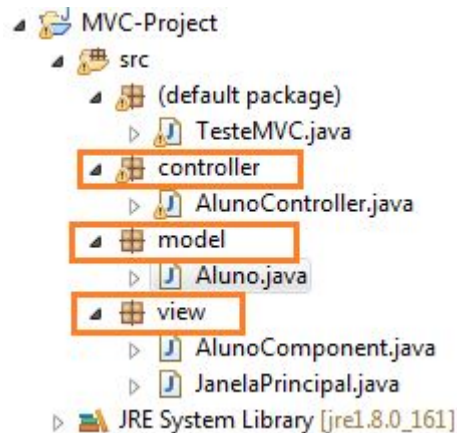 MVC-Project
src
(default package)
TesteMVC.java
controller
AlunoController.java
model
Aluno.java
view
AlunoComponent.java
JanelaPrincipal.java
JRE System Library [jre1.8.0_161]